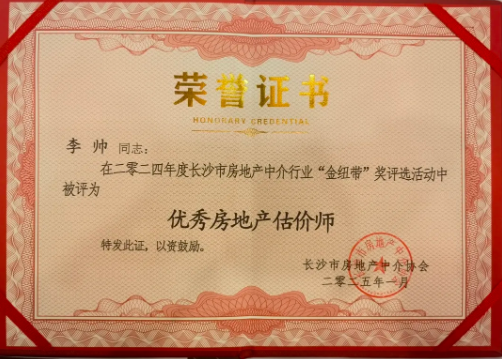 荣誉证书
HONORARY CREDENTIAL
李帅 同志:
在二零二四年度长沙市房地产中介行业“金纽带”奖评选活动中
被评为
优秀房地产估价师
特发此证,以资鼓励。
长沙市房地产中介协会
二零二五年一月